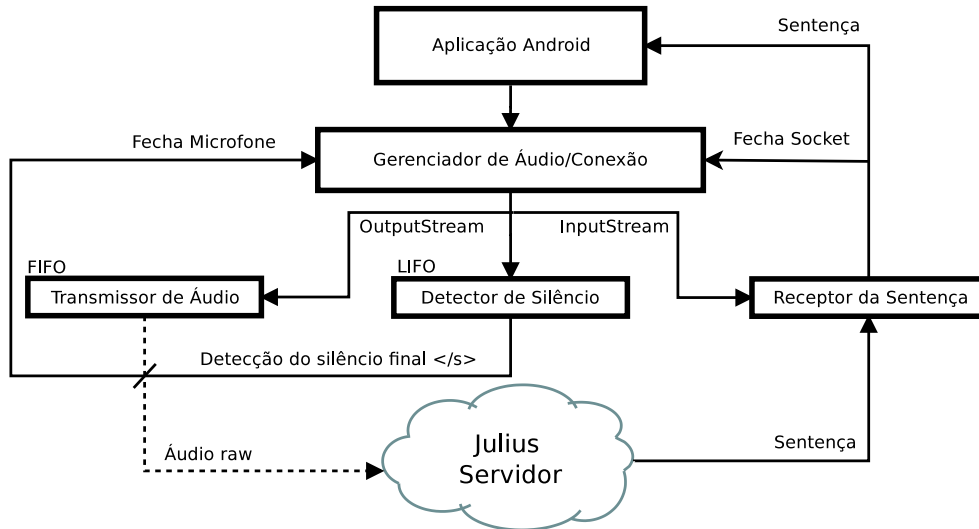 Sentença
Aplicação Android
Fecha Microfone
Fecha Socket
Gerenciador de Áudio/Conexão
OutputStream
InputStream
FIFO
LIFO
Transmissor de Áudio
Detector de Silêncio
Receptor da Sentença
Detecção do silêncio final </s>
Julius
Servidor
Áudio raw
Sentença